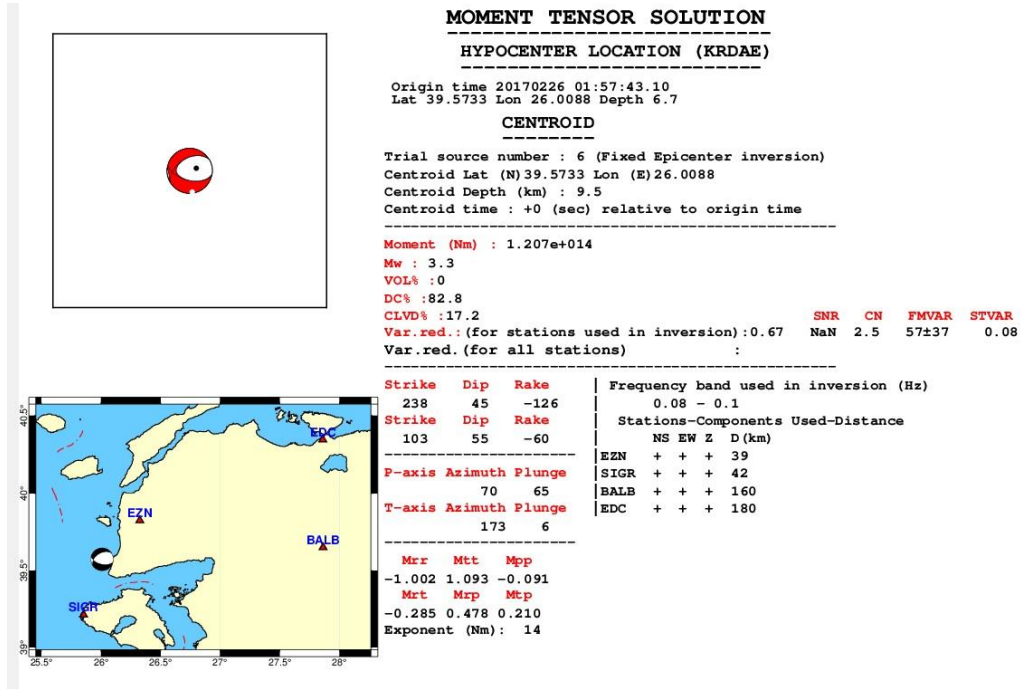 MOMENT TENSOR SOLUTION
HYPOCENTER LOCATION (KRDAE)
Origin time 20170226 01:57:43.10
Lat 39.5733 Lon 26.0088 Depth 6.7
CENTROID
Trial source number : 6 (Fixed Epicenter inversion)
Centroid Lat (N)39.5733 Lon (E)26.0088
Centroid Depth (km) : 9.5
Centroid time : +0 (sec) relative to origin time
Moment (Nm) : 1.207e+014
Mw : 3.3
VOL% :0
DC% :82.8
CLVD% :17.2 SNR CN FMVAR STVAR
Var.red.:(for stations used in inversion):0.67 NaN 2.5 57±37 0.08
Var.red.(for all stations) :
Strike Dip Rake
238 45 -126
Strike Dip Rake
103 55 -60
P-axis Azimuth Plunge
70 65
T-axis Azimuth Plunge
173 6
Mrr Mtt Mpp
-1.002 1.093 -0.091
Mrt Mrp Mtp
-0.285 0.478 0.210
Exponent (Nm): 14
Frequency band used in inversion (Hz)
0.08 - 0.1
Stations-Components Used-Distance
NS EW Z D(km)
EZN + + + 39
SIGR + + + 42
BALB + + + 160
EDC + + + 180
40.5°
EDC
40°
EZN
BALB
39.5°
SIGR
39°
25.5° 26° 26.5° 27° 27.5° 28°